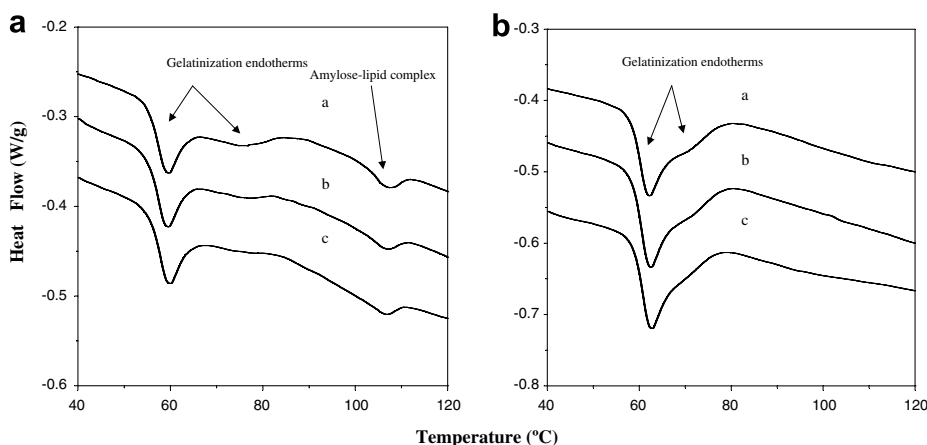 a
b
-0.2
-0.3
-0.4
-0.5
-0.6
40
60
80
100
120
Heat Flow (W/g)
Gelatinization endotherms
Amylose-lipid complex
a
b
c
-0.3
-0.4
-0.5
-0.6
-0.7
-0.8
40
60
80
100
120
Gelatinization endotherms
a
b
c
Temperature (ºC)